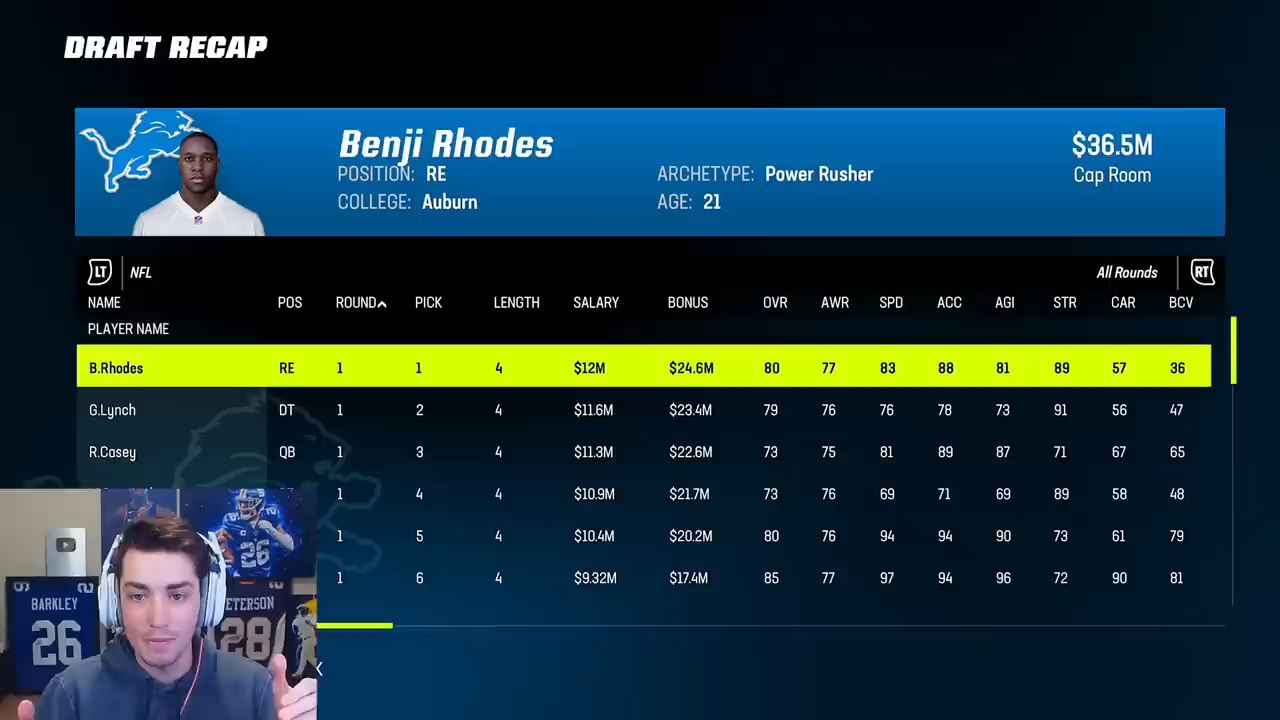 DRAFT RECAP
Benji Rhodes
POSITION: RE
COLLEGE: Auburn
ARCHETYPE: Power Rusher
AGE: 21
$36.5M
Cap Room
LT NFL
All Rounds RT
NAME POS ROUND PICK LENGTH SALARY BONUS OVR AWR SPD ACC AGI STR CAR BCV
PLAYER NAME
B.Rhodes RE 1 1 4 $12M $24.6M 80 77 83 88 81 89 57 36
G.Lynch DT 1 2 4 $11.6M $23.4M 79 76 76 78 73 91 56 47
R.Casey QB 1 3 4 $11.3M $22.6M 73 75 81 89 87 71 67 65
1 4 4 $10.9M $21.7M 73 76 69 71 69 89 58 48
1 5 4 $10.4M $20.2M 80 76 94 94 90 73 61 79
1 6 4 $9.32M $17.4M 85 77 97 94 96 72 90 81
26
BARKLEY
26
ETERSON
28